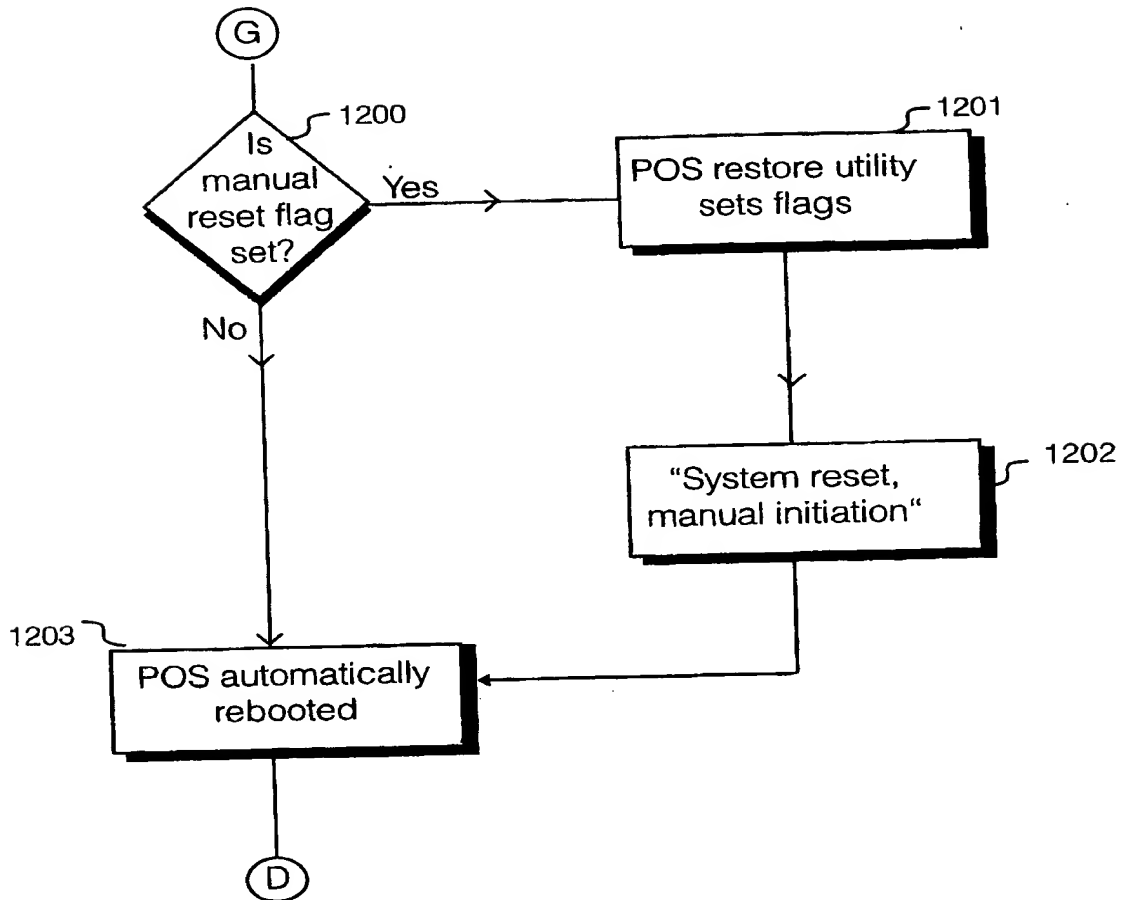 G
1200
Is
manual
reset flag
set?
Yes
No
1201
POS restore utility
sets flags
1202
“System reset,
manual initiation“
1203
POS automatically
rebooted
D